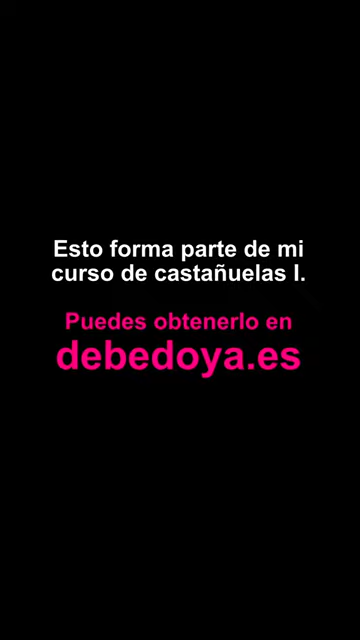 Esto forma parte de mi
curso de castañuelas I.
Puedes obtenerlo en
debedoya.es